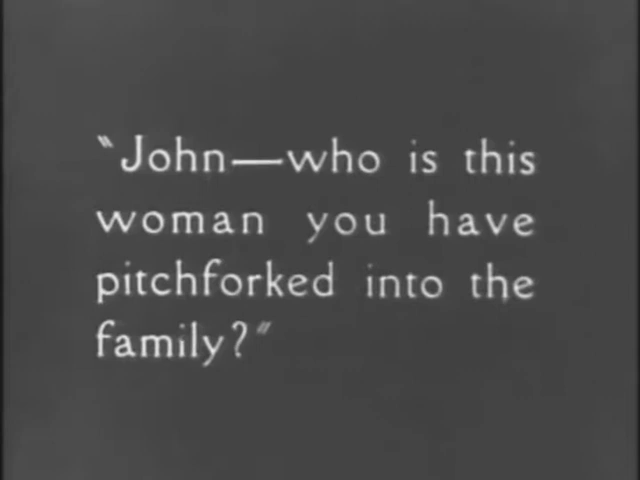 "John—who is this
woman you have
pitchforked into the
family?"